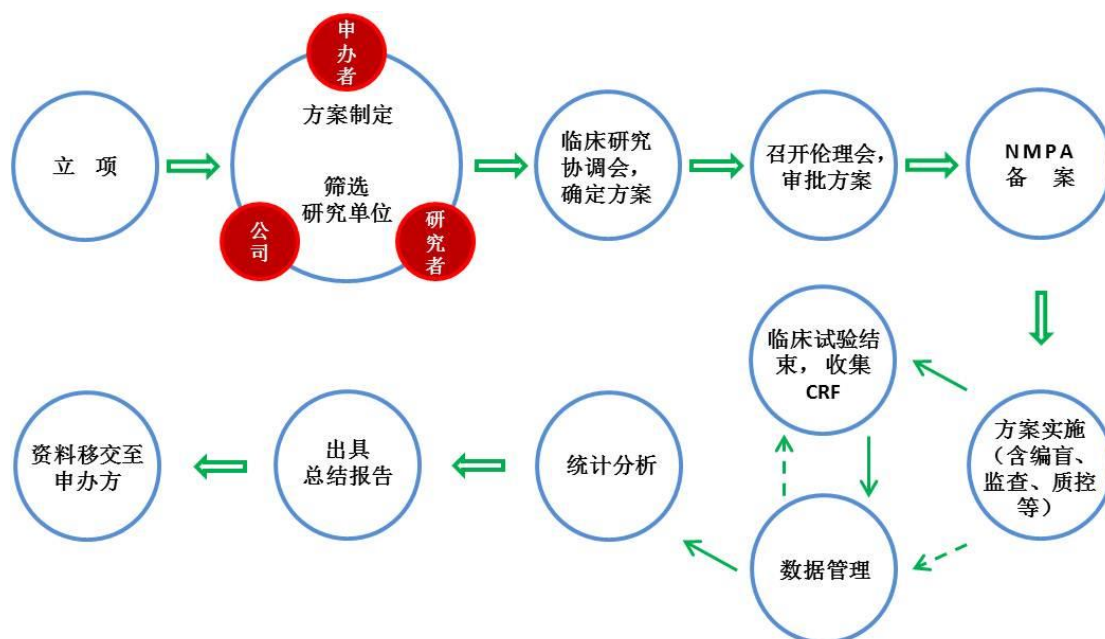 立 项
申办者
方案制定
筛选
研究单位
公司
研究者
临床研究
协调会，
确定方案
召开伦理会，
审批方案
NMPA
备 案
方案实施
（含编盲、
监查、质控
等）
临床试验结
束， 收集
CRF
数据管理
统计分析
出具
总结报告
资料移交至
申办方